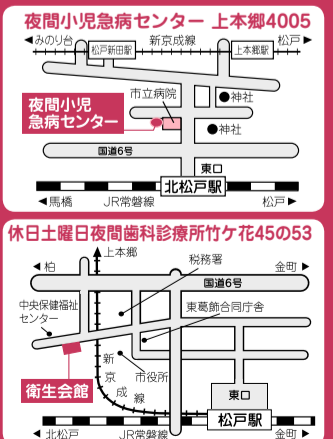 夜間小児急病センター 上本郷4005
◀みのり台
新京成線
松戸▶
松戸新田駅
上本郷駅
市立病院
●神社
夜間小児
急病センター
●神社
国道6号
東口
北松戸駅
◀馬橋
JR常磐線
松戸▶
休日土曜日夜間歯科診療所竹ケ花45の53
▲上本郷
◀柏
税務署
金町▶
国道6号
中央保健福祉
センター
東葛飾合同庁舎
新京成線
市役所
衛生会館
東口
松戸駅
◀北松戸
JR常磐線
金町▶